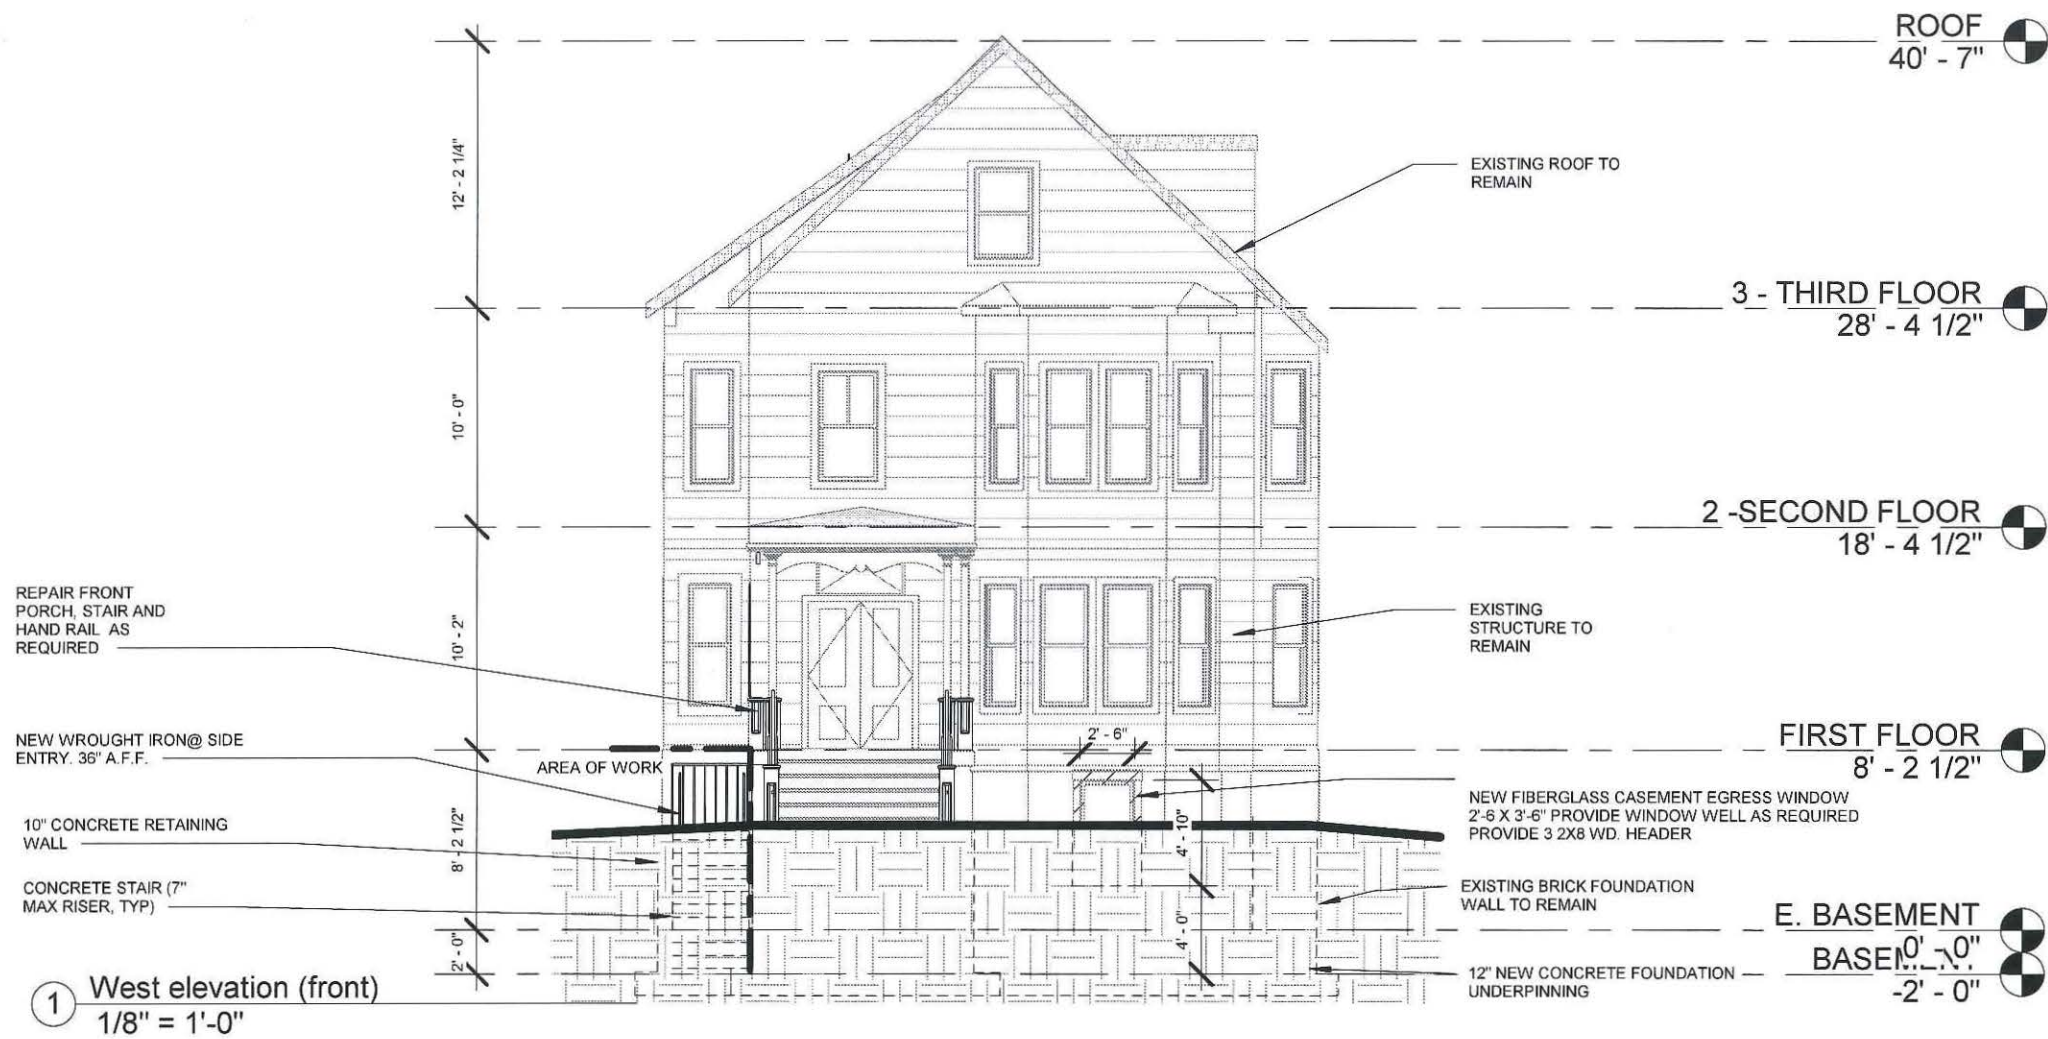 ROOF
40' - 7"
12' - 2 1/4"
EXISTING ROOF TO
REMAIN
3 - THIRD FLOOR
28' - 4 1/2"
10' - 0"
2 -SECOND FLOOR
18' - 4 1/2"
REPAIR FRONT
PORCH, STAIR AND
HAND RAIL AS
REQUIRED
10' - 2"
EXISTING
STRUCTURE TO
REMAIN
NEW WROUGHT IRON@ SIDE
ENTRY. 36" A.F.F.
AREA OF WORK
2' - 6"
FIRST FLOOR
8' - 2 1/2"
NEW FIBERGLASS CASEMENT EGRESS WINDOW
2'-6 X 3'-6" PROVIDE WINDOW WELL AS REQUIRED
PROVIDE 3 2X8 WD. HEADER
10" CONCRETE RETAINING
WALL
8' - 2 1/2"
4' - 10"
CONCRETE STAIR (7"
MAX RISER, TYP)
EXISTING BRICK FOUNDATION
WALL TO REMAIN
E. BASEMENT
0' - 0"
2' - 0"
4' - 0"
BASEMENT
-2' - 0"
12" NEW CONCRETE FOUNDATION
UNDERPINNING
1
West elevation (front)
1/8" = 1'-0"